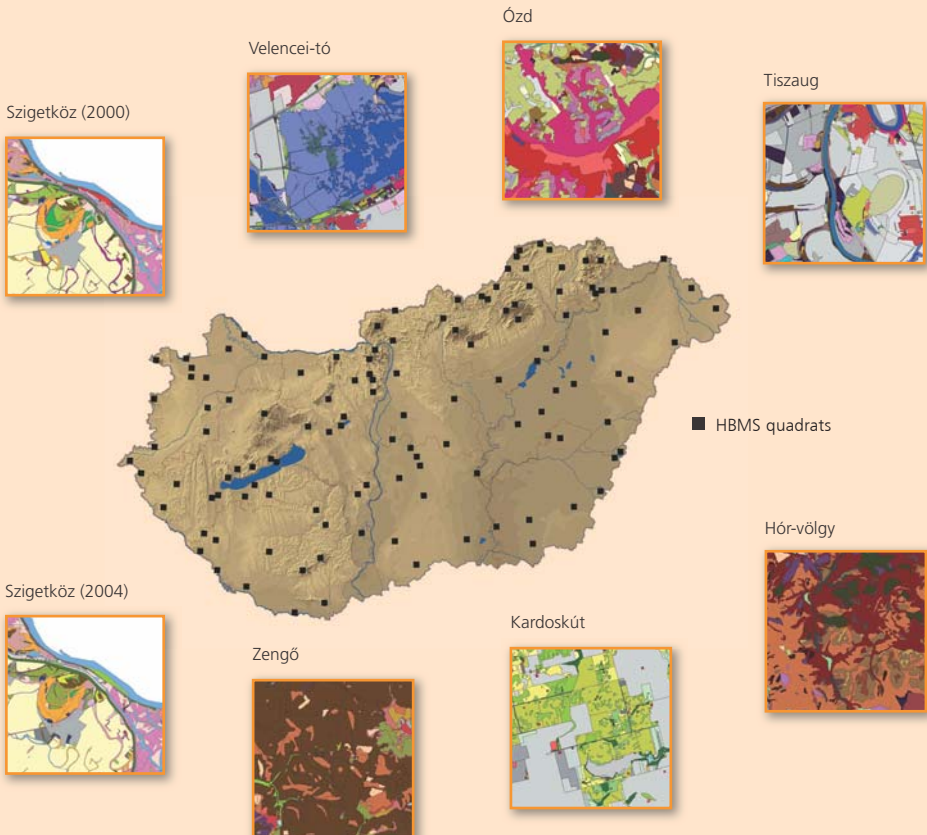 Ózd
Velencei-tó
Tiszaug
Szigetköz (2000)
HBMS quadrats
Hór-völgy
Szigetköz (2004)
Kardoskút
Zengő